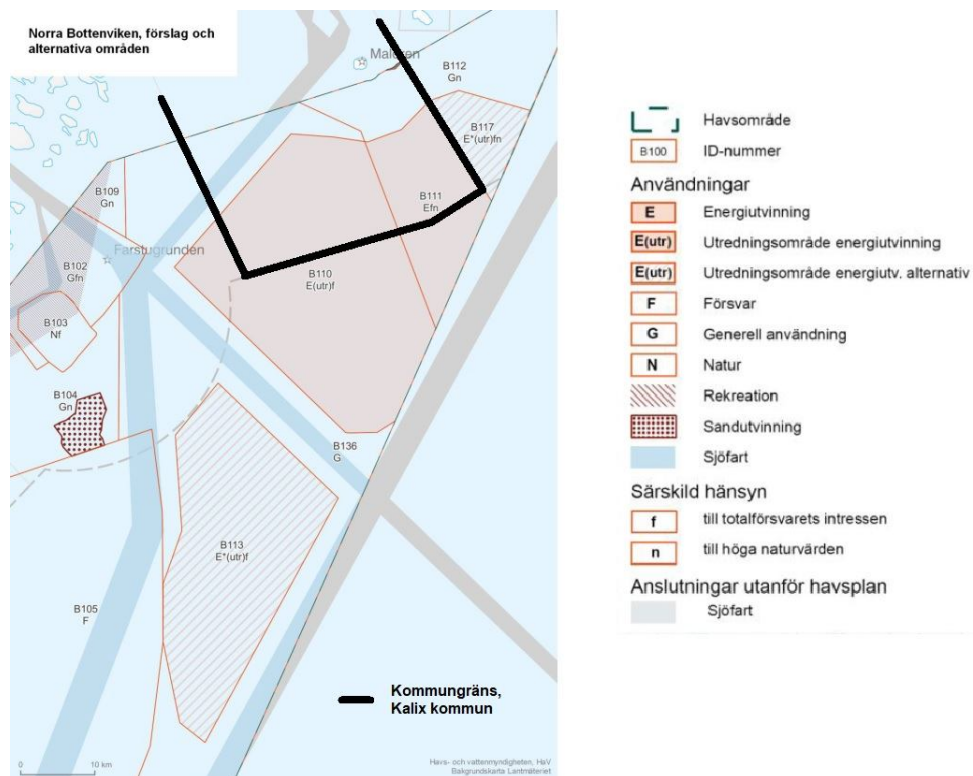 Norra Bottenviken, förslag och
alternativa områden
Malören
B112
Gn
B117
E*(utr)fn
B109
Gn
B111
Efn
Farstugrunden
B102
Gfn
B110
E(utr)f
B103
Nf
B104
Gn
B136
G
B113
E*(utr)f
B105
F
Kommungräns,
Kalix kommun
0 10 km
Havs- och vattenmyndigheten, HaV
Bakgrundskarta Lantmäteriet
Havsområde
B100 ID-nummer
Användningar
E Energiutvinning
E(utr) Utredningsområde energiutvinning
E(utr) Utredningsområde energiutv. alternativ
F Försvar
G Generell användning
N Natur
Rekreation
Sandutvinning
Sjöfart
Särskild hänsyn
f till totalförsvarets intressen
n till höga naturvärden
Anslutningar utanför havsplan
Sjöfart